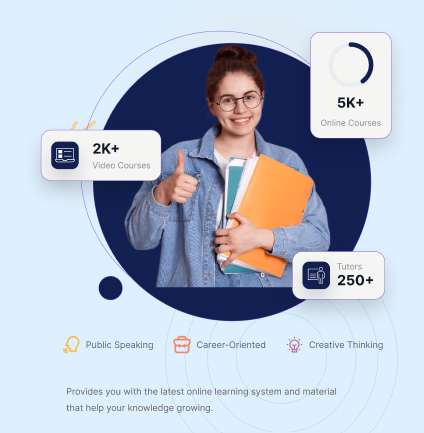 5K+
Online Courses
2K+
Video Courses
Tutors
250+
Public Speaking
Career-Oriented
Creative Thinking
Provides you with the latest online learning system and material
that help your knowledge growing.